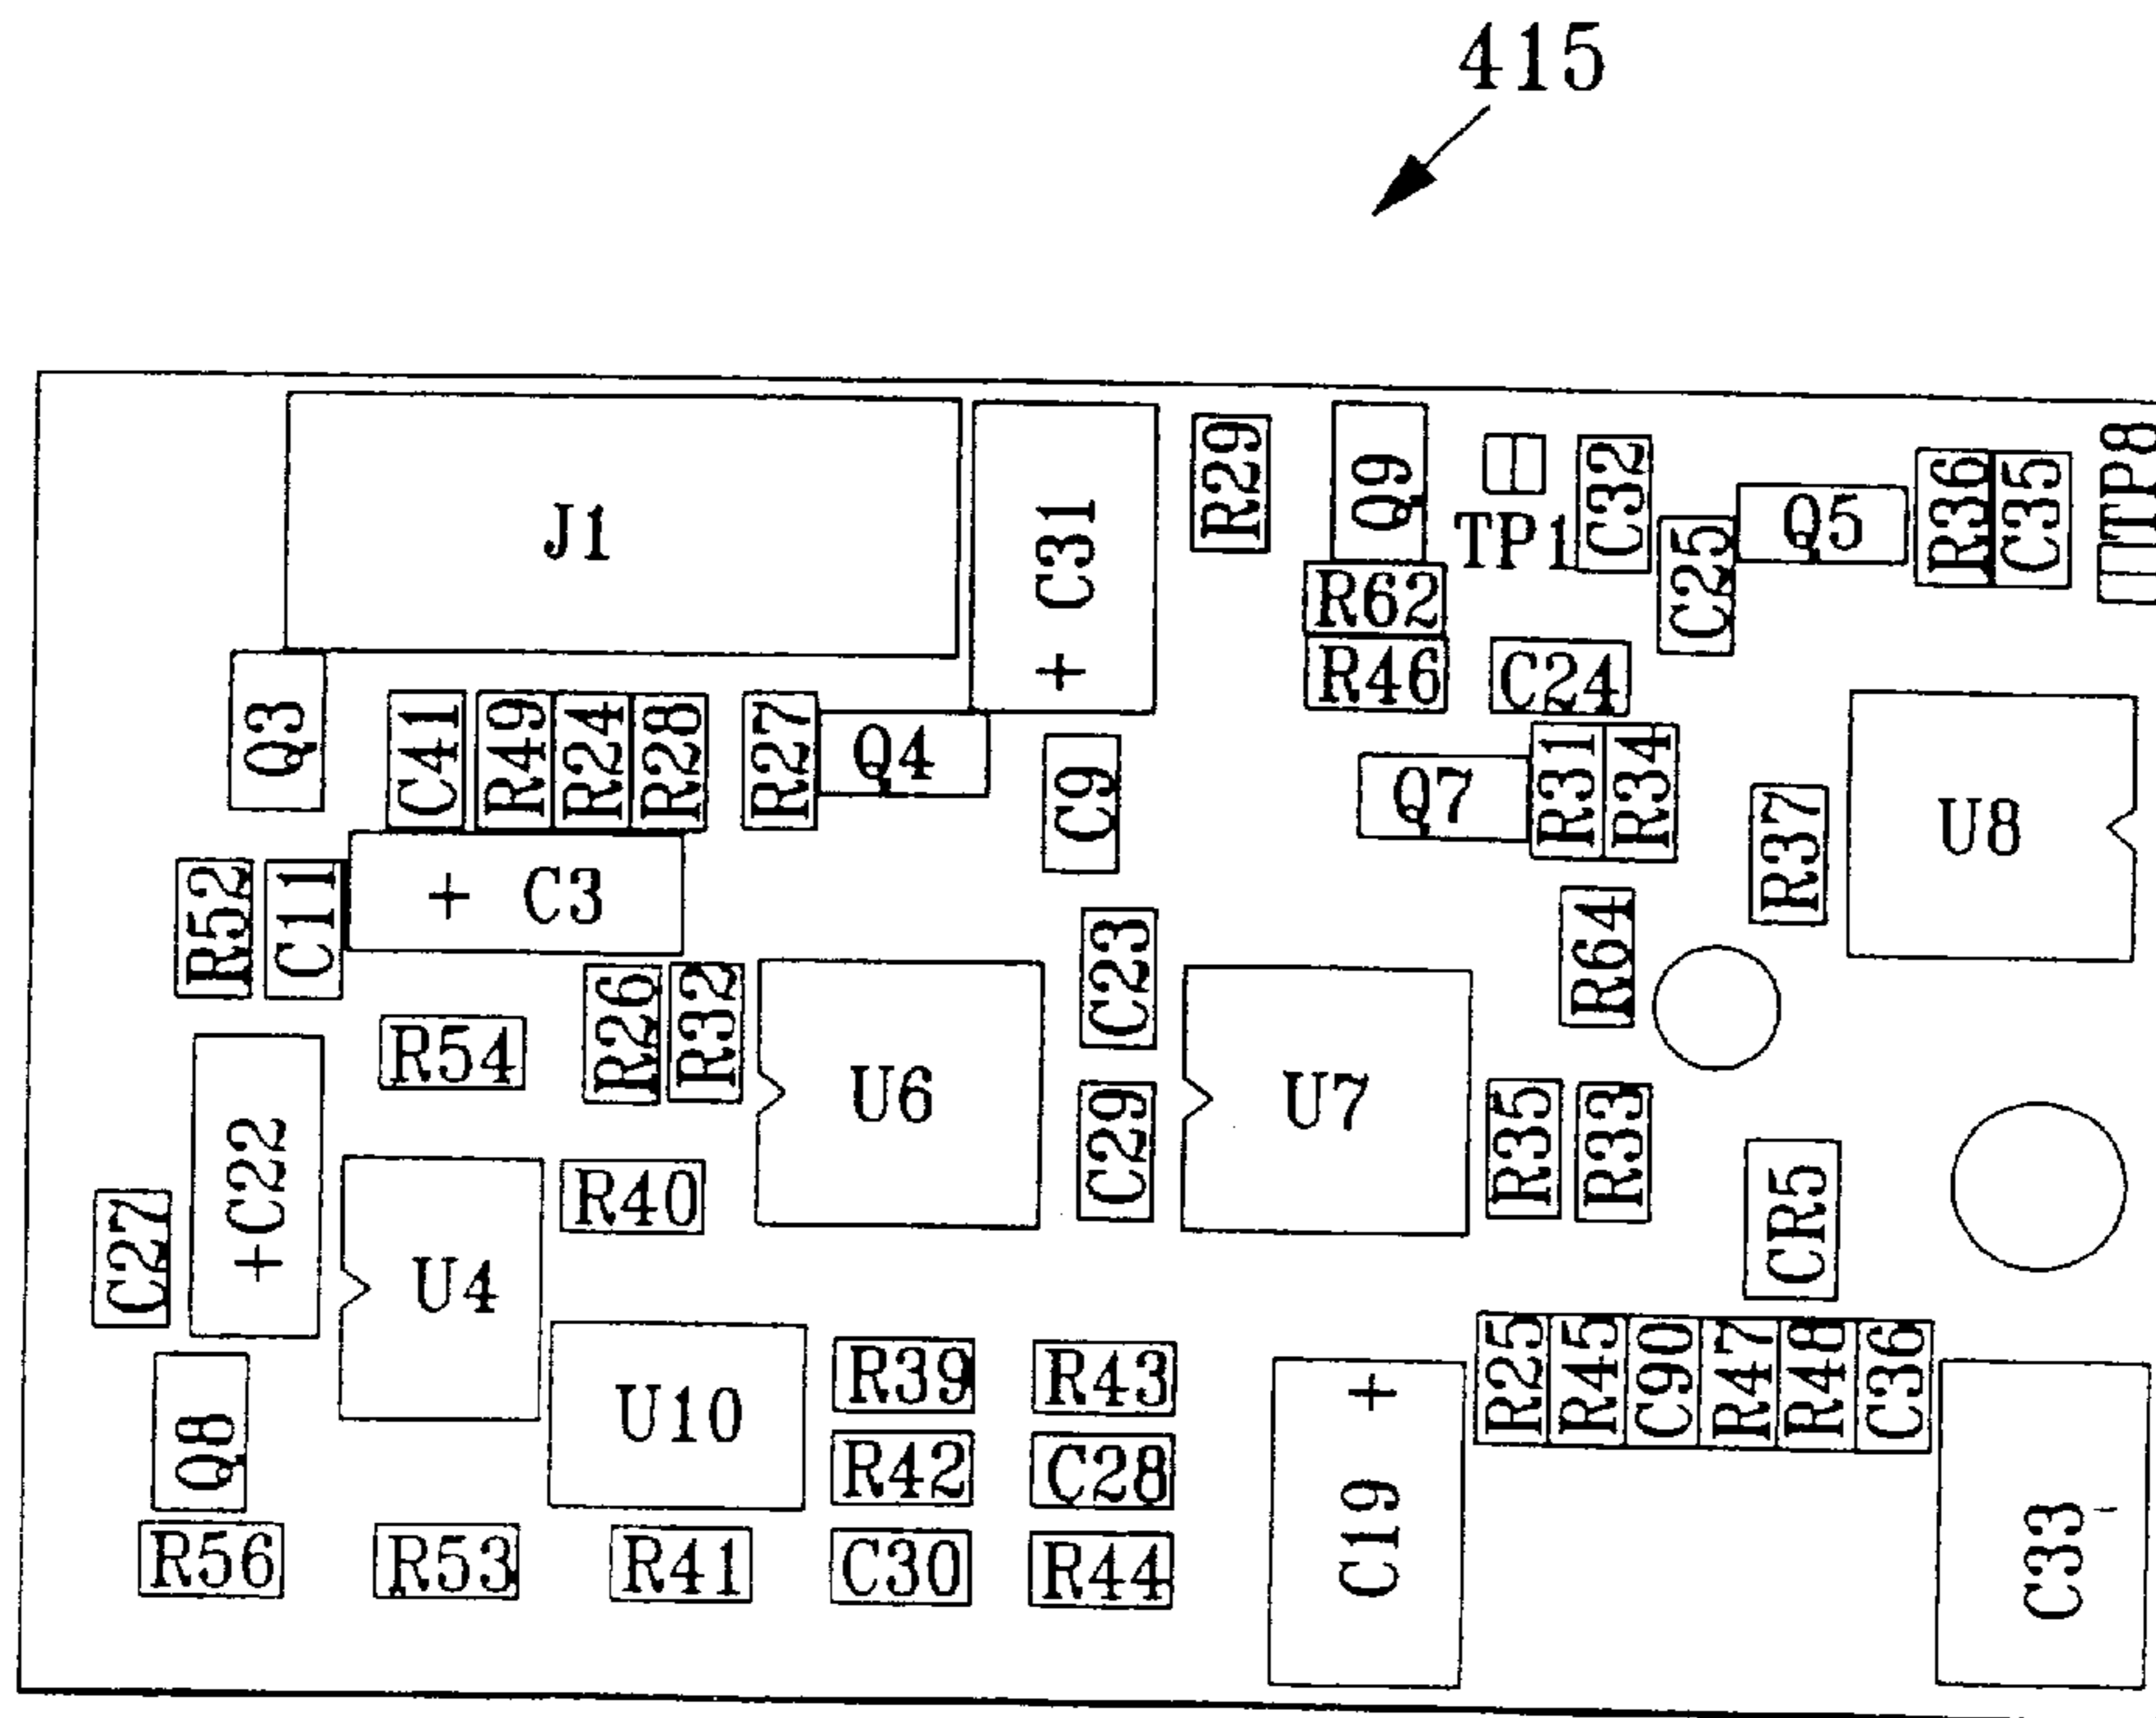 415
J1
C31
+
R29
Q9
TP1
C32
C25
Q5
R36
C35
TP8
R62
R46
C24
Q3
C41
R49
R24
R28
R27
Q4
C9
Q7
R31
R34
R37
U8
R52
C11
+ C3
R64
R54
R26
R32
U6
C23
C29
U7
R35
R33
CR5
C27
+C22
U4
R40
Q8
U10
R39
R43
R42
C28
+
C19
R25
R45
C90
R47
R48
C36
C33
R56
R53
R41
C30
R44